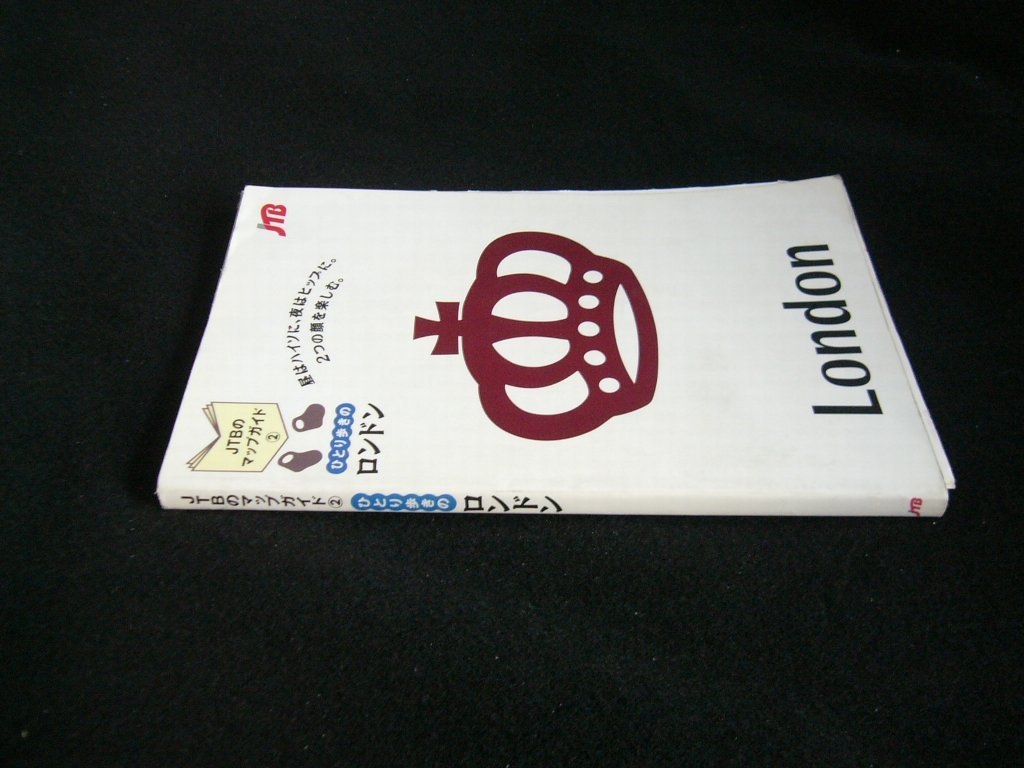 JTB
昼はハイソに、夜はヒップに。
2つの顔を楽しむ。
JTBの
マップガイド
②
ひとり歩きの
ロンドン
London
JTBのマップガイド② ひとり歩きの ロンドン JTB